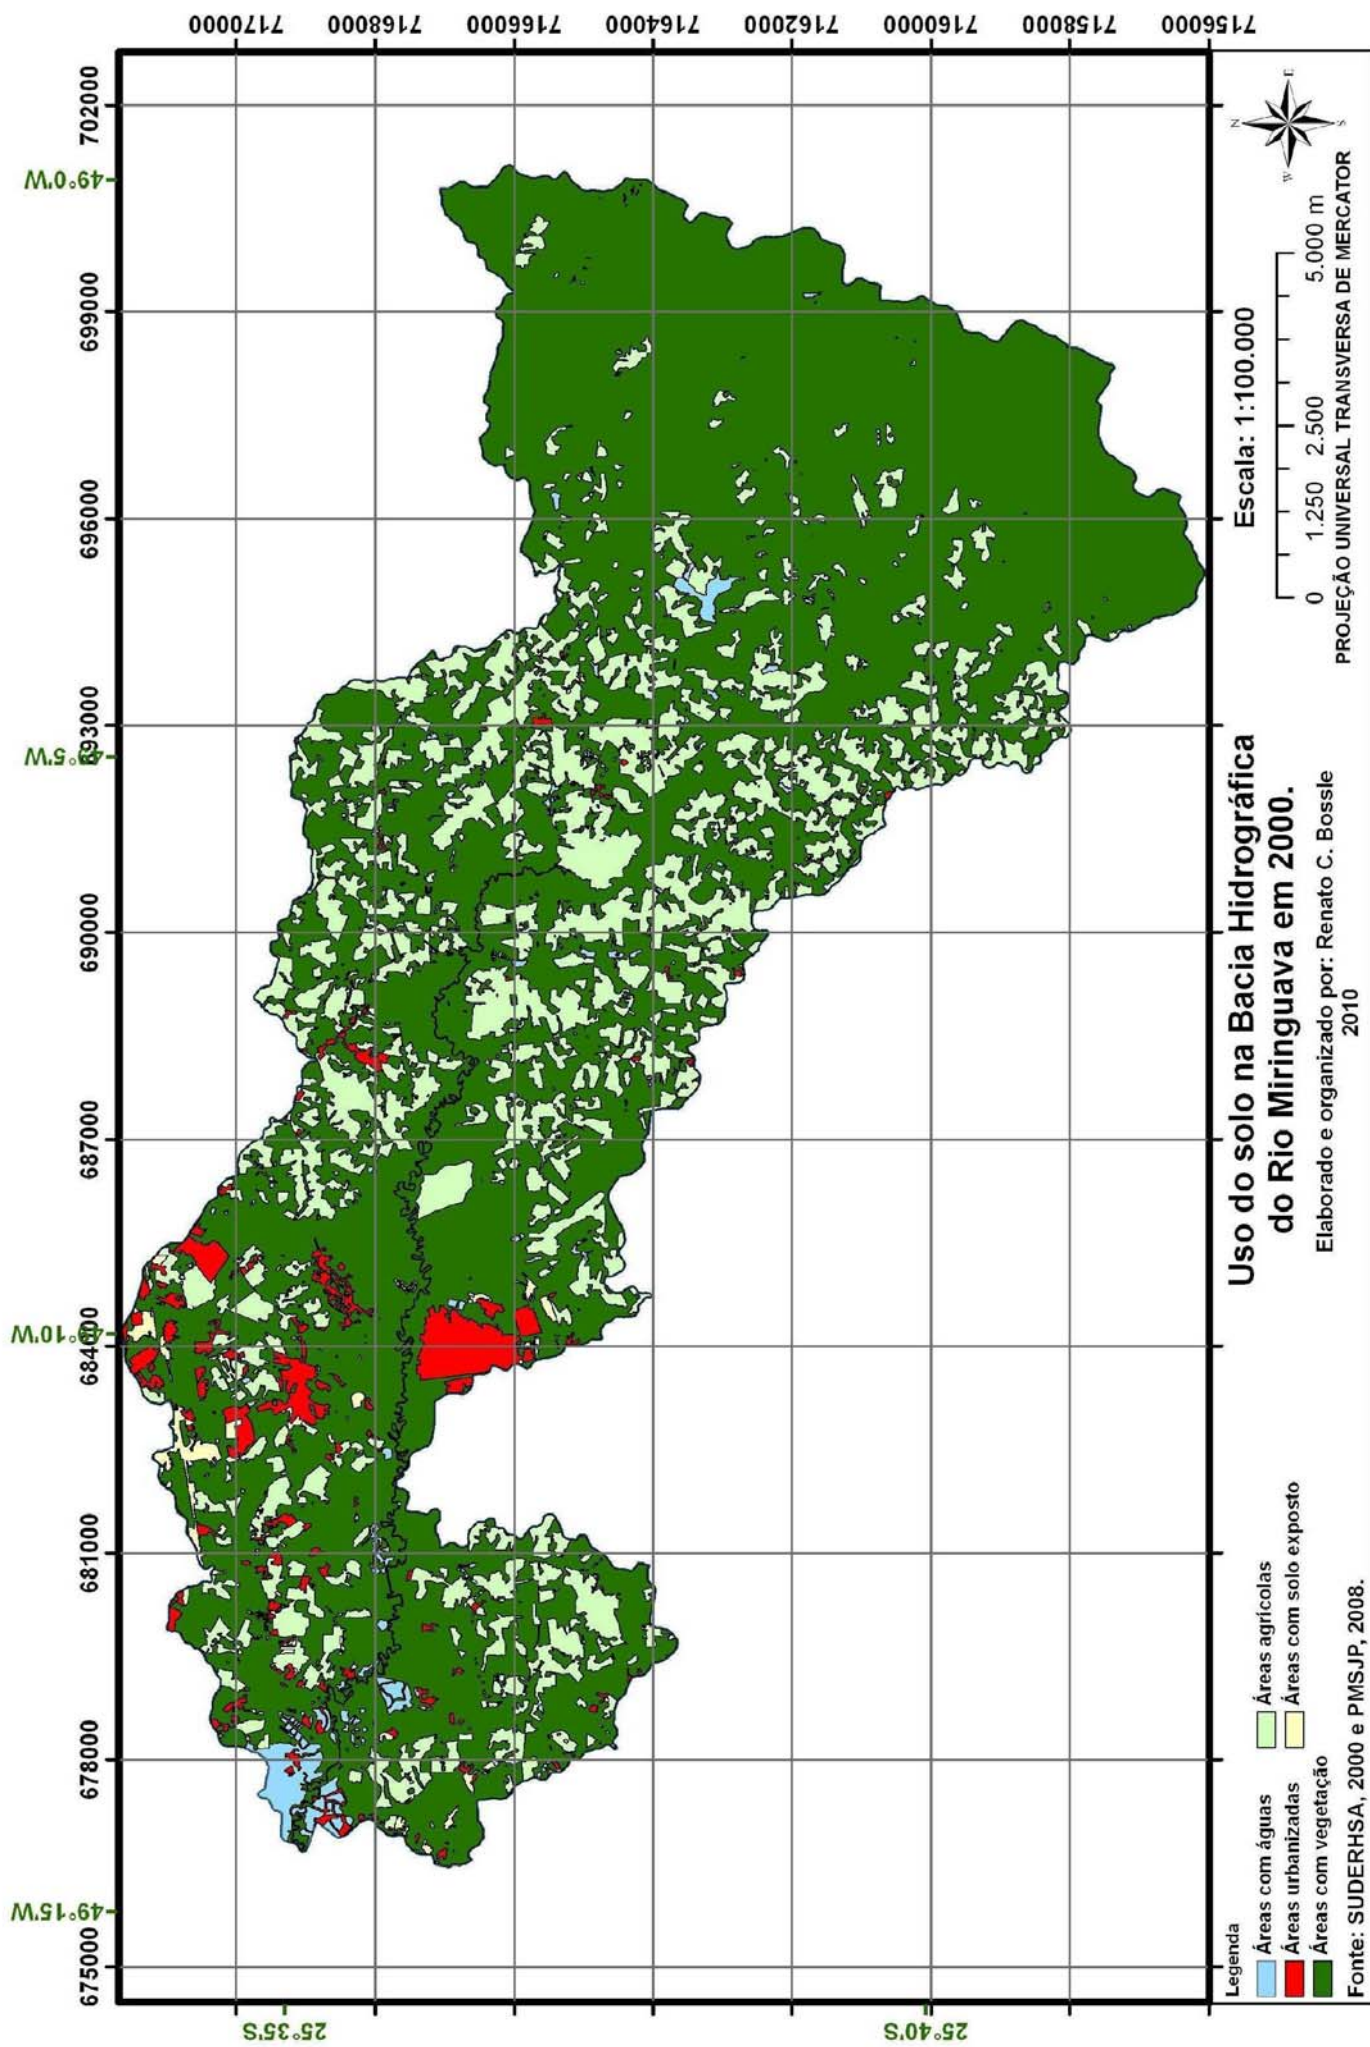 49°15'W
49°10'W
49°5'W
49°0'W
675000
678000
681000
684000
687000
690000
693000
696000
699000
702000
25°35'S
25°40'S
7170000
7168000
7166000
7164000
7162000
7160000
7158000
7156000
Legenda
Áreas com águas
Áreas urbanizadas
Áreas com vegetação
Áreas agrícolas
Áreas com solo exposto
Fonte: SUDERHSA, 2000 e PMSJP, 2008.
Uso do solo na Bacia Hidrográfica
do Rio Miringuava em 2000.
Elaborado e organizado por: Renato C. Bossle
2010
Escala: 1:100.000
0 1.250 2.500 5.000 m
PROJEÇÃO UNIVERSAL TRANSVERSA DE MERCATOR
N
W E
S